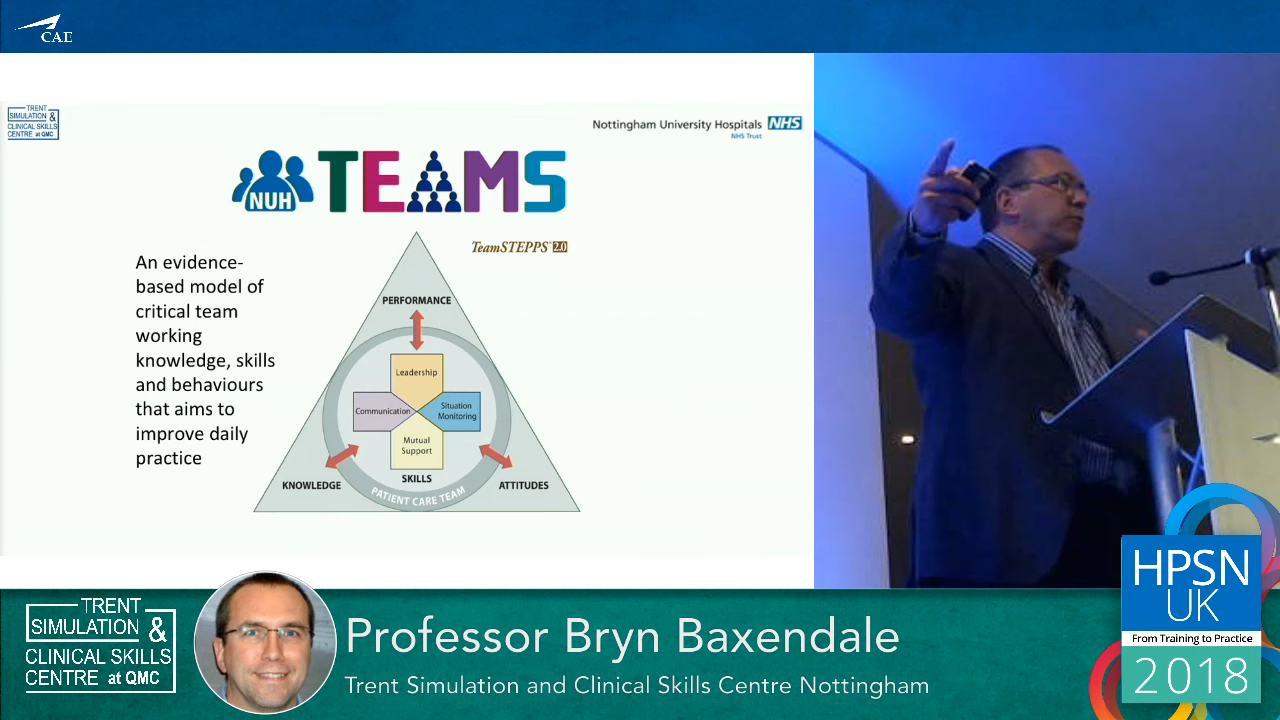 CAE
TRENT
SIMULATION &
CLINICAL SKILLS
CENTRE at QMC
Nottingham University Hospitals NHS
NHS Trust
NUH TEAMS
TeamSTEPPS 2.0
An evidence-
based model of
critical team
working
knowledge, skills
and behaviours
that aims to
improve daily
practice
PERFORMANCE
Leadership
Communication
Situation
Monitoring
Mutual
Support
SKILLS
KNOWLEDGE
ATTITUDES
PATIENT CARE TEAM
TRENT
SIMULATION &
CLINICAL SKILLS
CENTRE at QMC
Professor Bryn Baxendale
Trent Simulation and Clinical Skills Centre Nottingham
HPSN
UK
From Training to Practice
2018